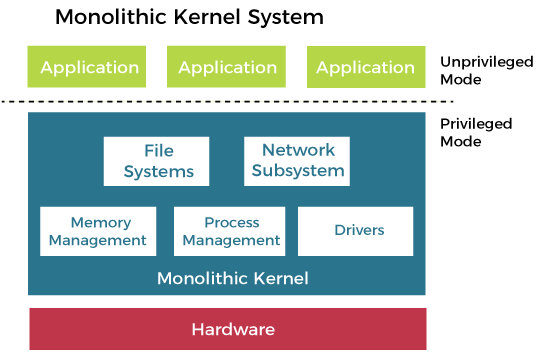 Monolithic Kernel System
Application
Application
Application
Unprivileged
Mode
Privileged
Mode
File
Systems
Network
Subsystem
Memory
Management
Process
Management
Drivers
Monolithic Kernel
Hardware